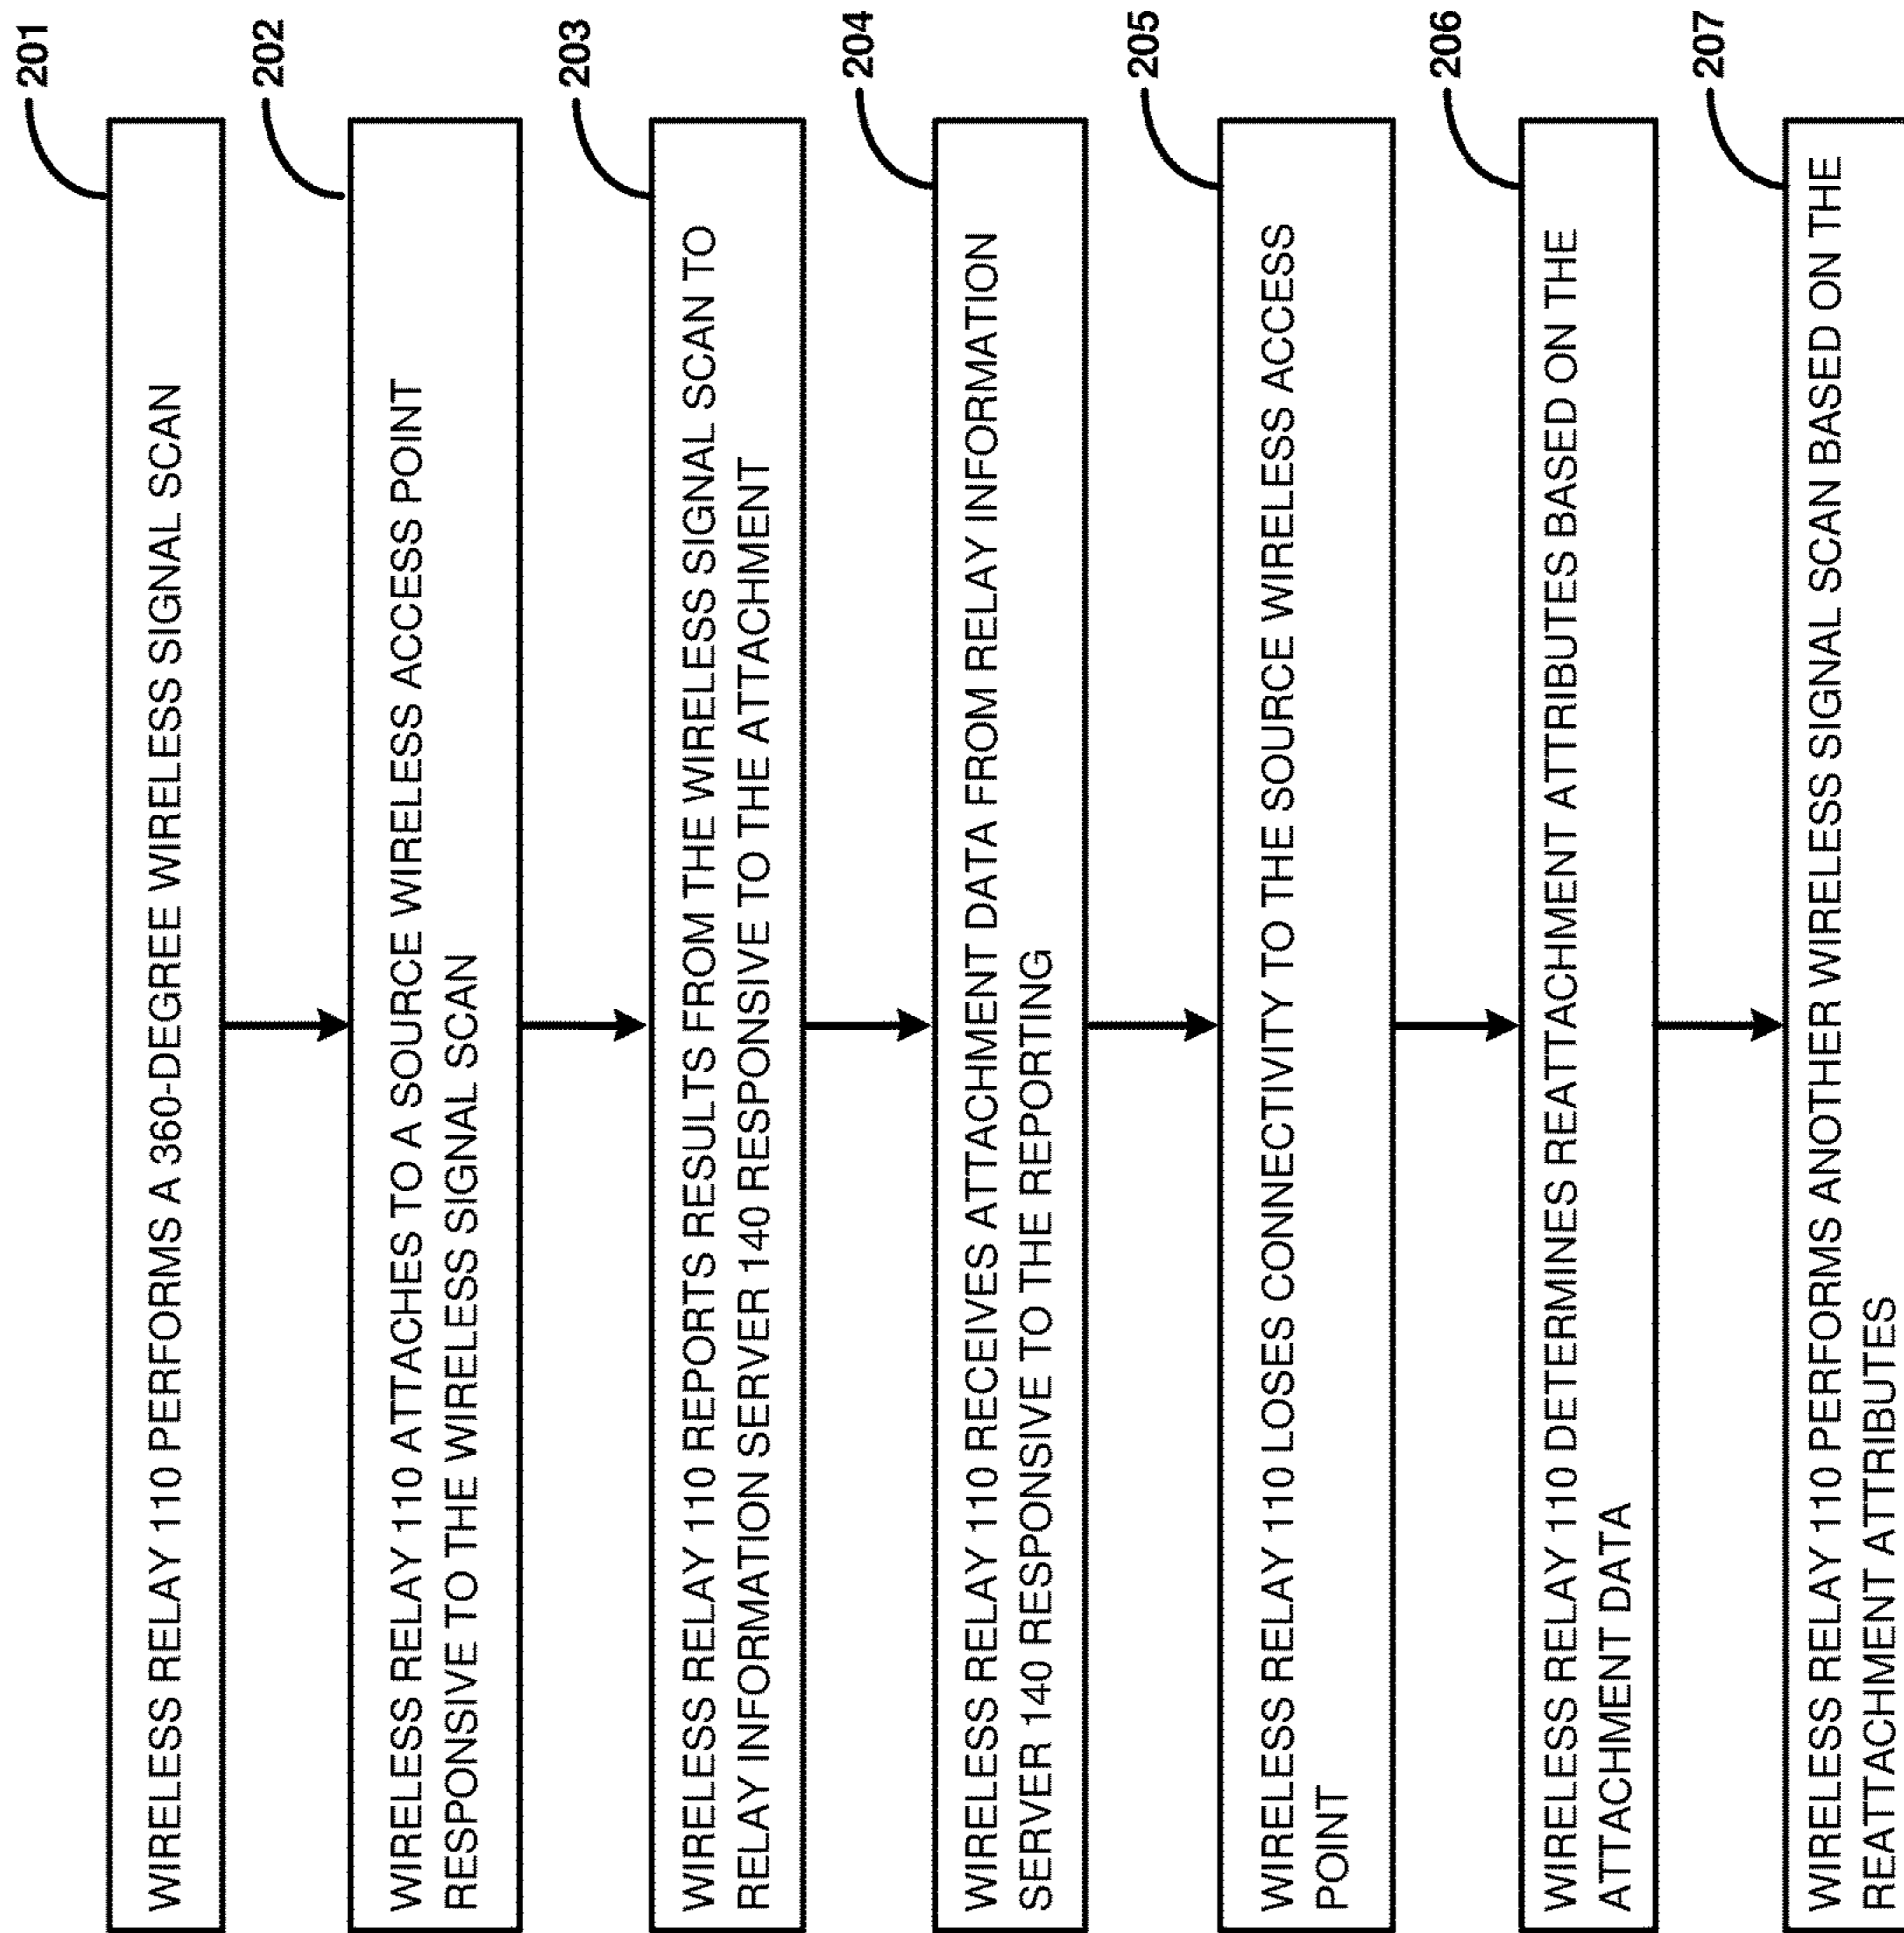 201
WIRELESS RELAY 110 PERFORMS A 360-DEGREE WIRELESS SIGNAL SCAN
202
WIRELESS RELAY 110 ATTACHES TO A SOURCE WIRELESS ACCESS POINT
RESPONSIVE TO THE WIRELESS SIGNAL SCAN
203
WIRELESS RELAY 110 REPORTS RESULTS FROM THE WIRELESS SIGNAL SCAN TO
RELAY INFORMATION SERVER 140 RESPONSIVE TO THE ATTACHMENT
204
WIRELESS RELAY 110 RECEIVES ATTACHMENT DATA FROM RELAY INFORMATION
SERVER 140 RESPONSIVE TO THE REPORTING
205
WIRELESS RELAY 110 LOSES CONNECTIVITY TO THE SOURCE WIRELESS ACCESS
POINT
206
WIRELESS RELAY 110 DETERMINES REATTACHMENT ATTRIBUTES BASED ON THE
ATTACHMENT DATA
207
WIRELESS RELAY 110 PERFORMS ANOTHER WIRELESS SIGNAL SCAN BASED ON THE
REATTACHMENT ATTRIBUTES